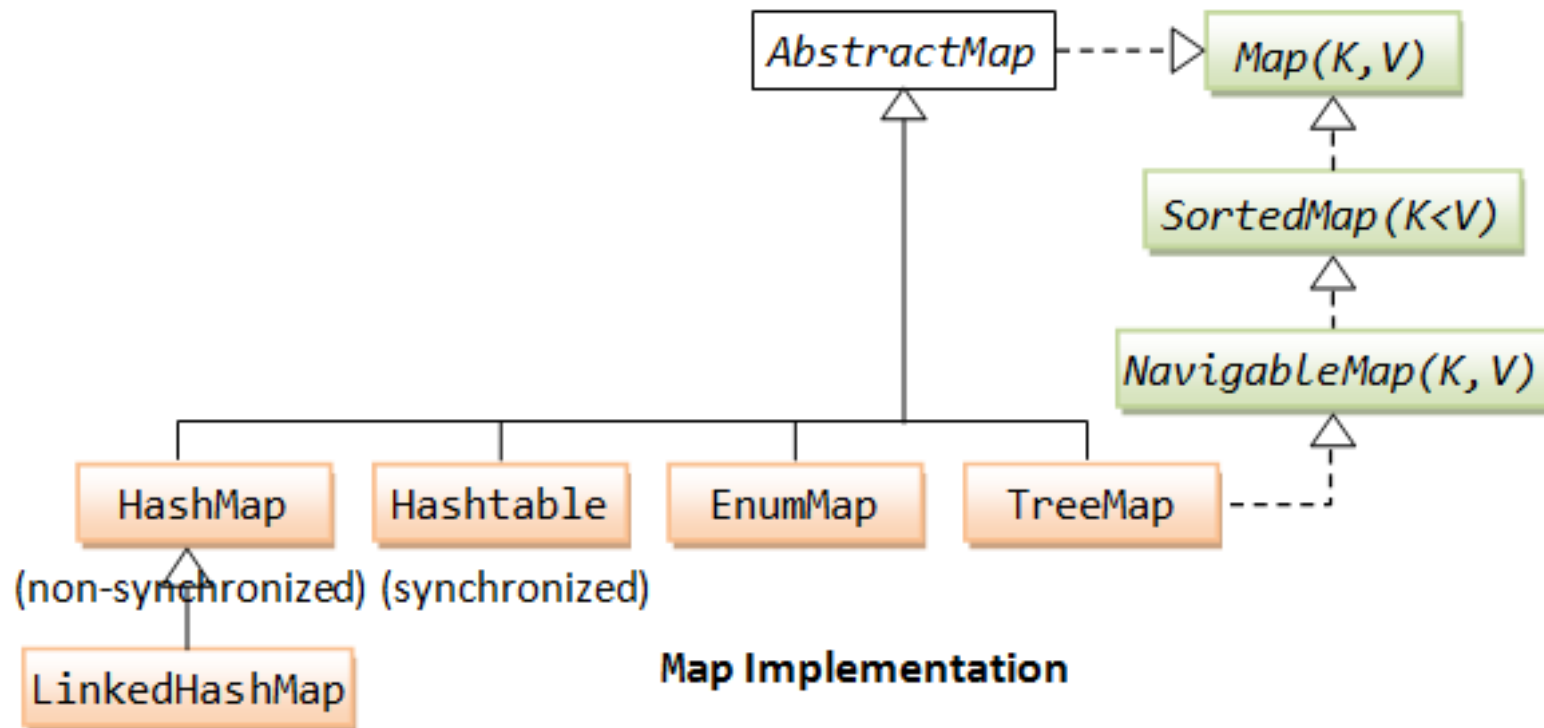 AbstractMap
Map(K,V)
SortedMap(K<V)
NavigableMap(K,V)
HashMap
Hashtable
EnumMap
TreeMap
(non-synchronized)
(synchronized)
LinkedHashMap
Map Implementation